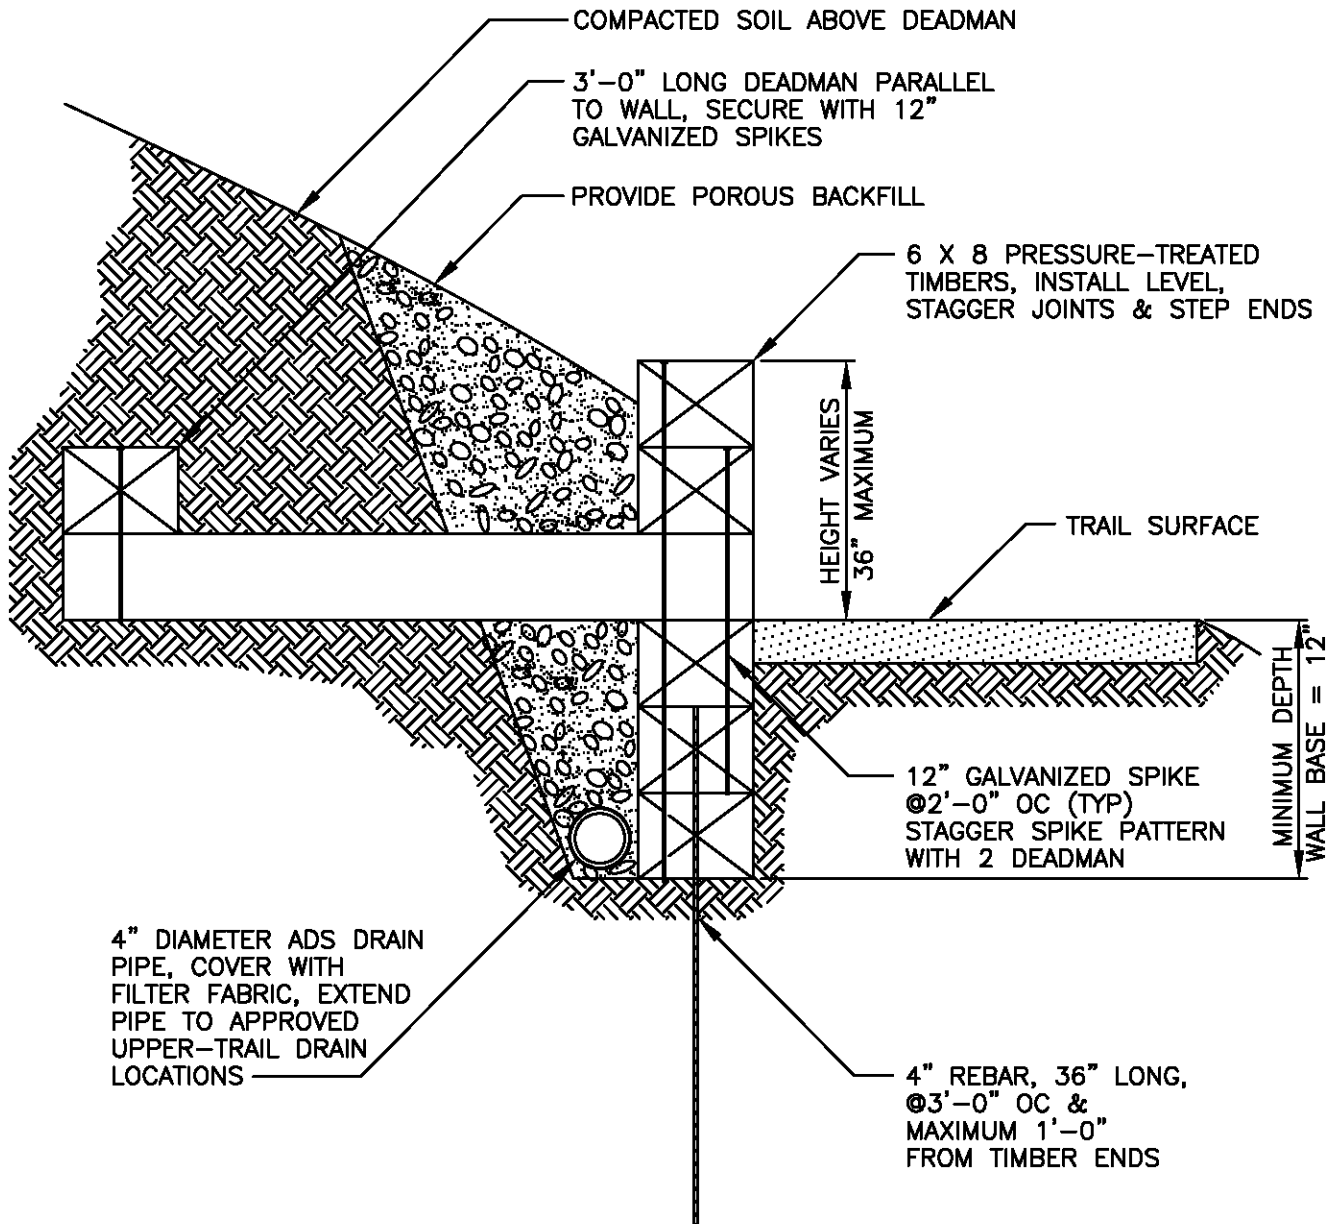 COMPACTED SOIL ABOVE DEADMAN
3'-0" LONG DEADMAN PARALLEL
TO WALL, SECURE WITH 12"
GALVANIZED SPIKES
PROVIDE POROUS BACKFILL
6 X 8 PRESSURE-TREATED
TIMBERS, INSTALL LEVEL,
STAGGER JOINTS & STEP ENDS
HEIGHT VARIES
36" MAXIMUM
TRAIL SURFACE
MINIMUM DEPTH
WALL BASE = 12"
12" GALVANIZED SPIKE
@2'-0" OC (TYP)
STAGGER SPIKE PATTERN
WITH 2 DEADMAN
4" DIAMETER ADS DRAIN
PIPE, COVER WITH
FILTER FABRIC, EXTEND
PIPE TO APPROVED
UPPER-TRAIL DRAIN
LOCATIONS
4" REBAR, 36" LONG,
@3'-0" OC &
MAXIMUM 1'-0"
FROM TIMBER ENDS